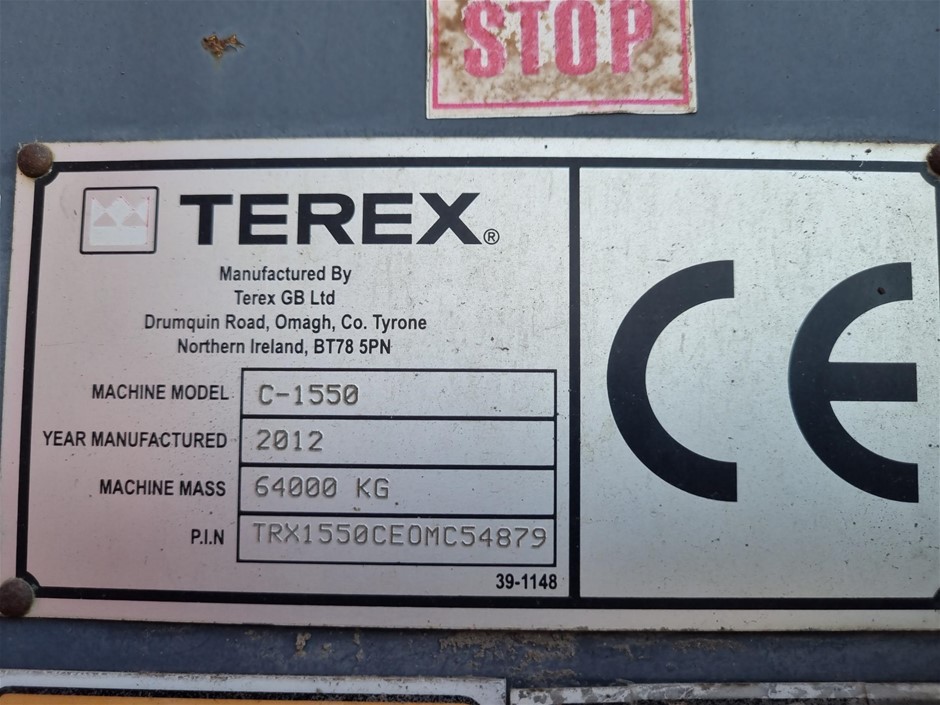 STOP
TEREX®
Manufactured By
Terex GB Ltd
Drumquin Road, Omagh, Co. Tyrone
Northern Ireland, BT78 5PN
MACHINE MODEL C-1550
YEAR MANUFACTURED 2012
MACHINE MASS 64000 KG
P.I.N TRX1550CEOMC54879
39-1148
CE